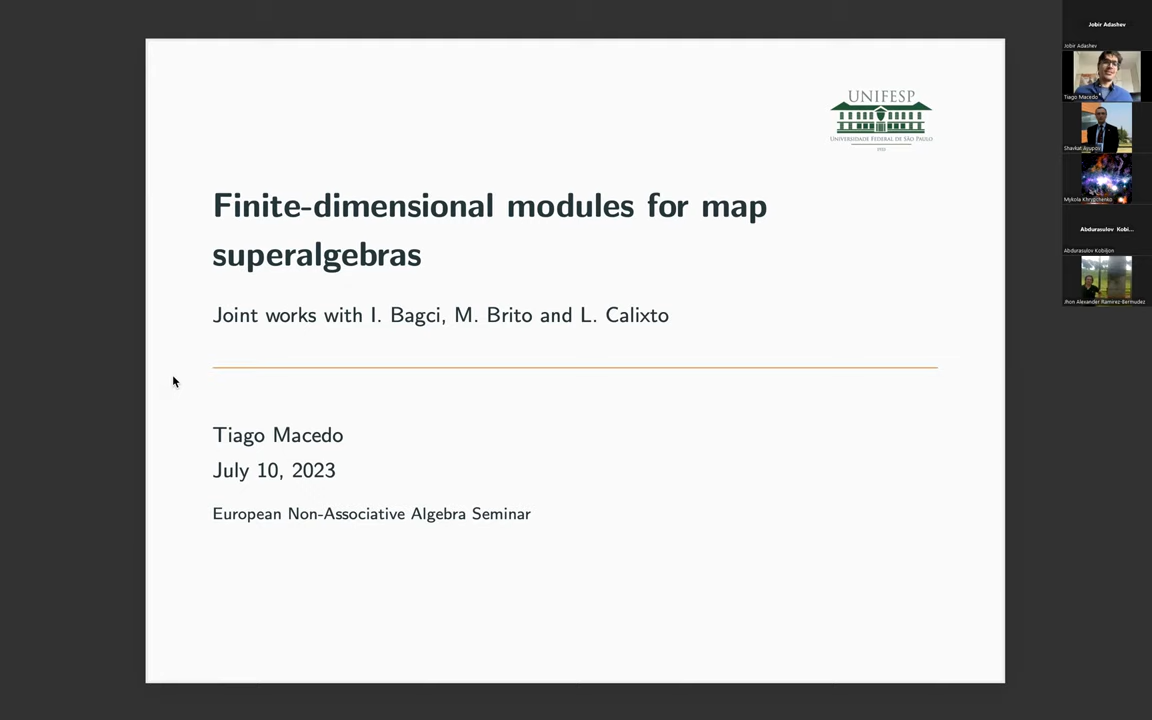 UNIFESP
UNIVERSIDADE FEDERAL DE SÃO PAULO
Finite-dimensional modules for map
superalgebras
Joint works with I. Bagci, M. Brito and L. Calixto
Tiago Macedo
July 10, 2023
European Non-Associative Algebra Seminar
Jobir Adashev
Jobir Adashev
Tiago Macedo
Shavkat Ayupov
Mykola Khrypchenko
Abdurasulov Kobi...
Abdurasulov Kobiljon
Jhon Alexander Ramirez-Bermudez